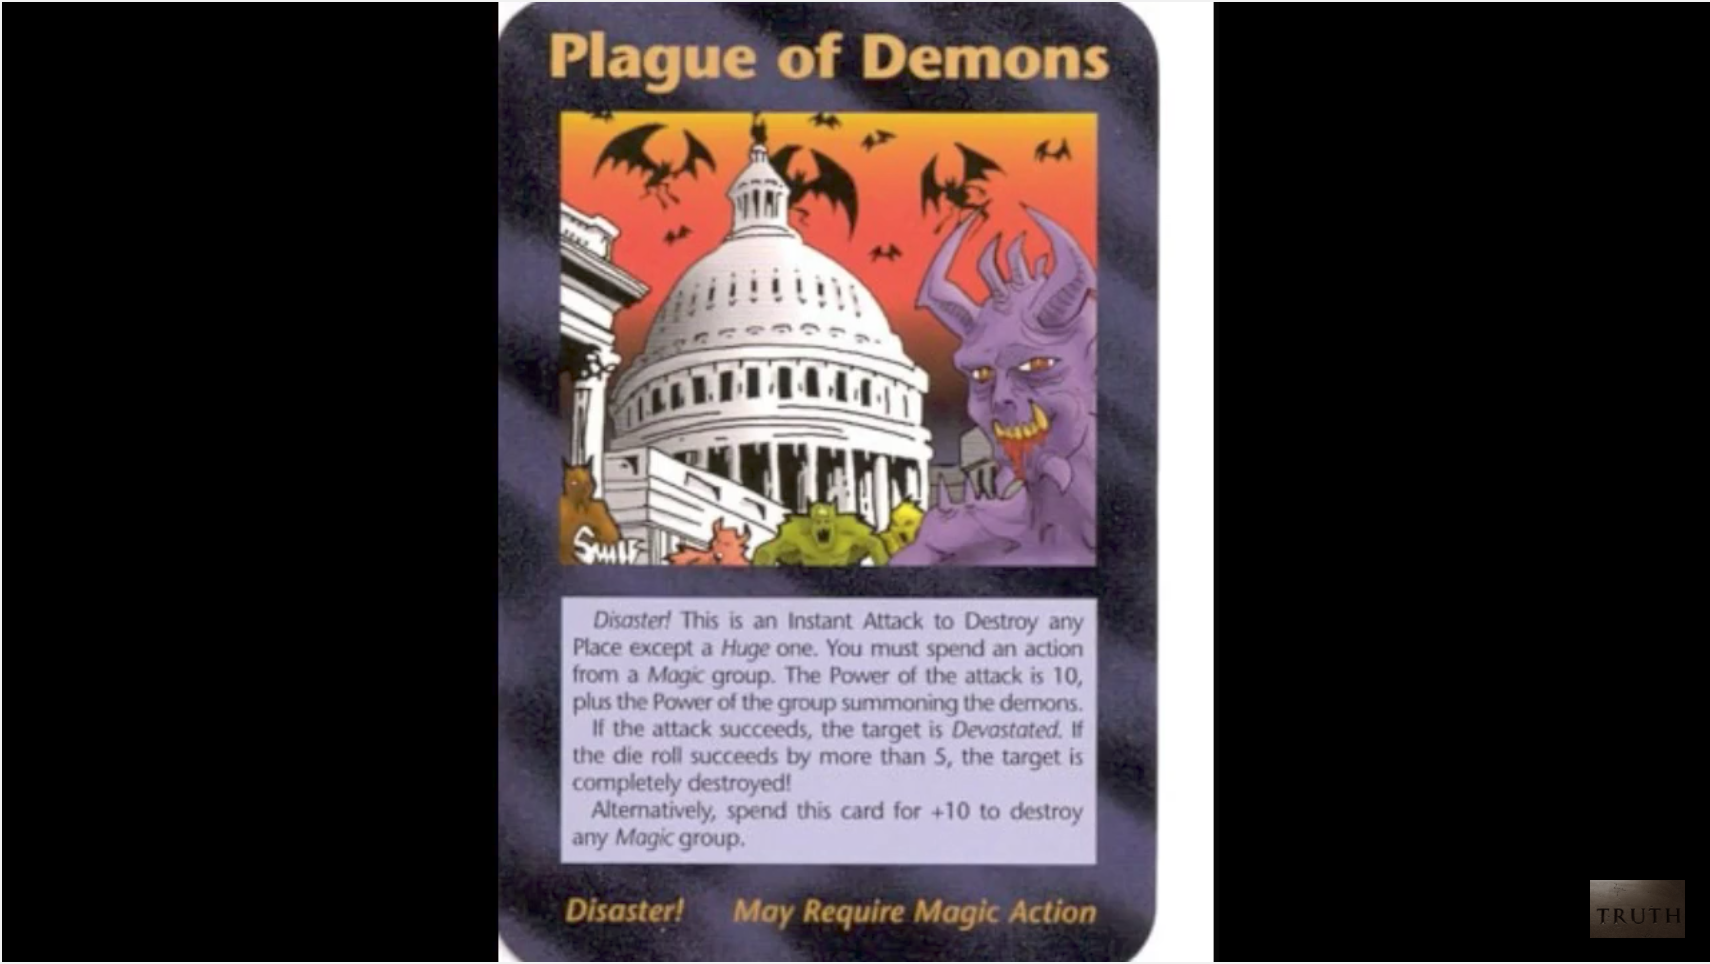 Plague of Demons
Disaster! This is an Instant Attack to Destroy any
Place except a Huge one. You must spend an action
from a Magic group. The Power of the attack is 10,
plus the Power of the group summoning the demons.
If the attack succeeds, the target is Devastated. If
the die roll succeeds by more than 5, the target is
completely destroyed!
Alternatively, spend this card for +10 to destroy
any Magic group.
Disaster! May Require Magic Action
TRUTH